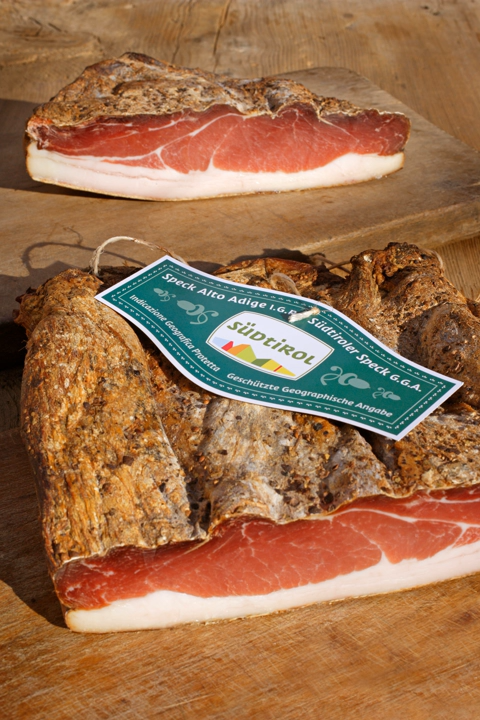 Speck Alto Adige I.G.P.
Südtiroler-Speck G.G.A.
SÜDTIROL
Indicazione Geografica Protetta
Geschützte Geographische Angabe